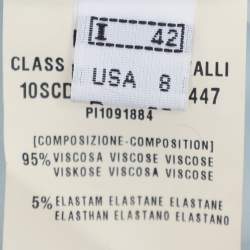 I 42
USA 8
CLASS ALLI
10SCD 447
PI1091884
[COMPOSIZIONE-COMPOSITION]
95% VISCOSA VISCOSE VISCOSE
VISKOSE VISCOSA VISCOSE
5% ELASTAM ELASTANE ELASTANE
ELASTHAN ELASTANO ELASTANO